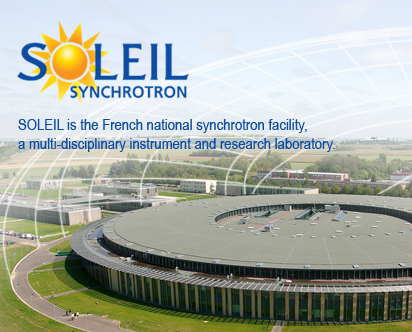 SOLEIL
SYNCHROTRON
SOLEIL is the French national synchrotron facility,
a multi-disciplinary instrument and research laboratory.